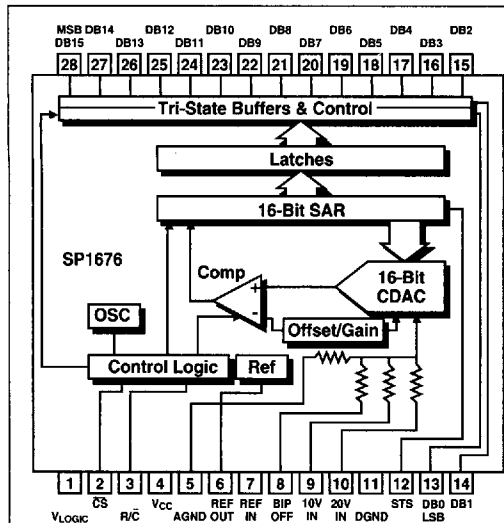 MSB DB14 DB12 DB10 DB8 DB6 DB4 DB2
DB15 DB13 DB11 DB9 DB7 DB5 DB3
28 27 26 25 24 23 22 21 20 19 18 17 16 15
Tri-State Buffers & Control
Latches
16-Bit SAR
SP1676
Comp
+
-
16-Bit
CDAC
OSC
Offset/Gain
Control Logic
Ref
1 2 3 4 5 6 7 8 9 10 11 12 13 14
CS VCC REF REF BIP 10V 20V STS DB0 DB1
VLOGIC R/C AGND OUT IN OFF IN IN DGND LSB